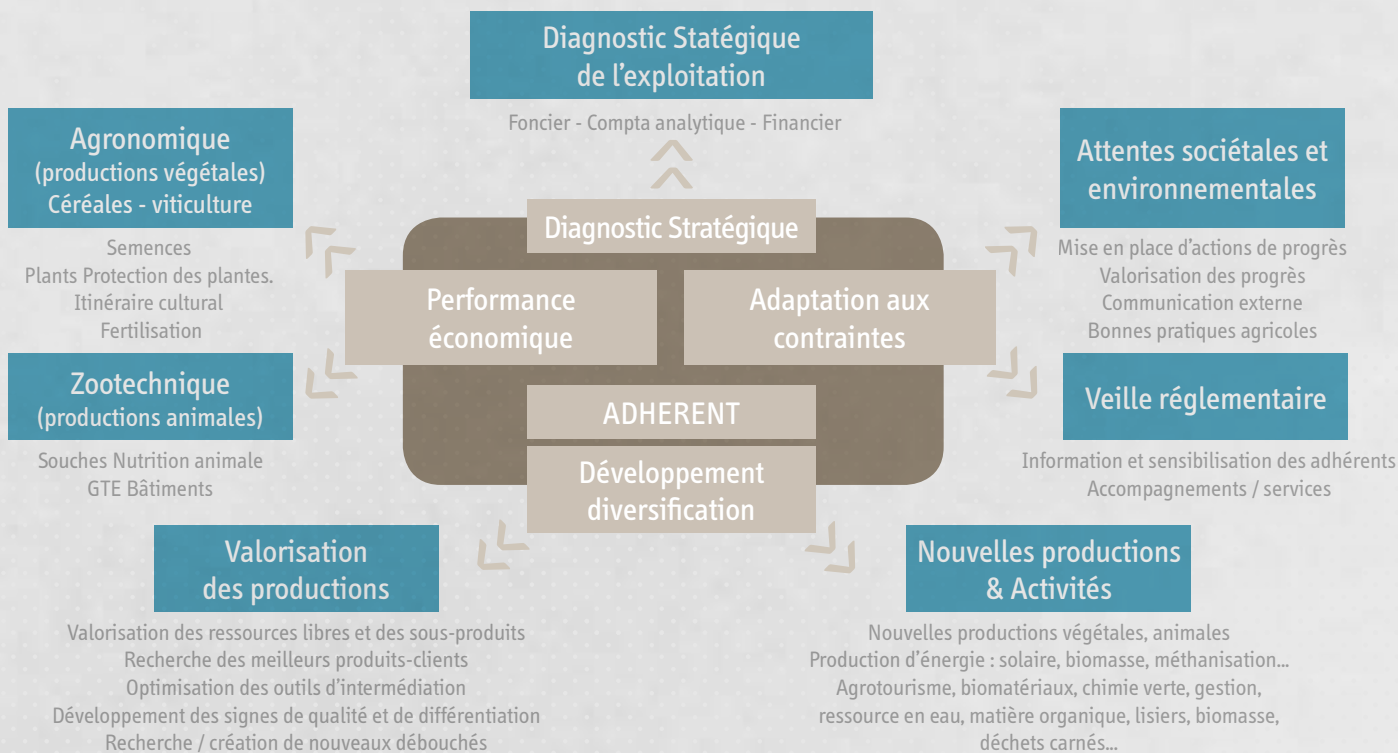 Diagnostic Statégique
de l'exploitation
Foncier - Compta analytique - Financier
Agronomique
(productions végétales)
Céréales - viticulture
Semences
Plants Protection des plantes.
Itinéraire cultural
Fertilisation
Zootechnique
(productions animales)
Souches Nutrition animale
GTE Bâtiments
Diagnostic Stratégique
Performance
économique
Adaptation aux
contraintes
ADHERENT
Développement
diversification
Attentes sociétales et
environnementales
Mise en place d'actions de progrès
Valorisation des progrès
Communication externe
Bonnes pratiques agricoles
Veille réglementaire
Information et sensibilisation des adhérents
Accompagnements / services
Valorisation
des productions
Valorisation des ressources libres et des sous-produits
Recherche des meilleurs produits-clients
Optimisation des outils d'intermédiation
Développement des signes de qualité et de différentiation
Recherche / création de nouveaux débouchés
Nouvelles productions
& Activités
Nouvelles productions végétales, animales
Production d'énergie : solaire, biomasse, méthanisation...
Agrotourisme, biomatériaux, chimie verte, gestion,
ressource en eau, matière organique, lisiers, biomasse,
déchets carnés...